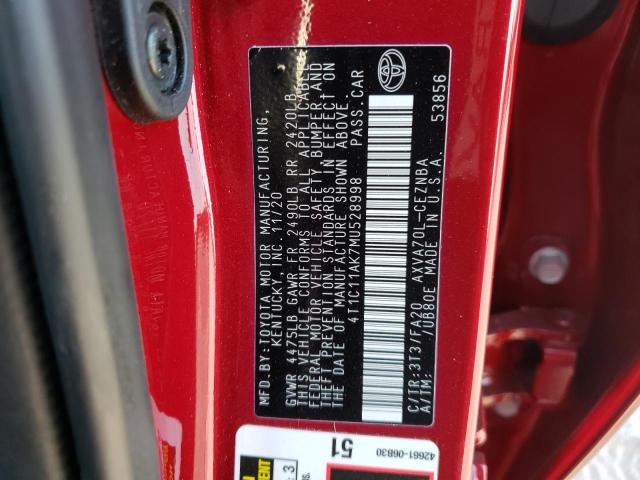 MFD.BY:TOYOTA MOTOR MANUFACTURING,
KENTUCKY, INC. 11/20
GVWR 4475LB GAWR FR 2490LB RR 2420LB
THIS VEHICLE CONFORMS TO ALL APPLICABLE
FEDERAL MOTOR VEHICLE SAFETY, BUMPER AND
THEFT PREVENTION STANDARDS IN EFFECT ON
THE DATE OF MANUFACTURE SHOWN ABOVE.
4T1C11AK7MU528998 PASS.CAR
C/TR:3T3/FA20 AXVA70L-CEZNBA
A/TM: -/UB80E MADE IN U.S.A. 53856
42661-06B30
51